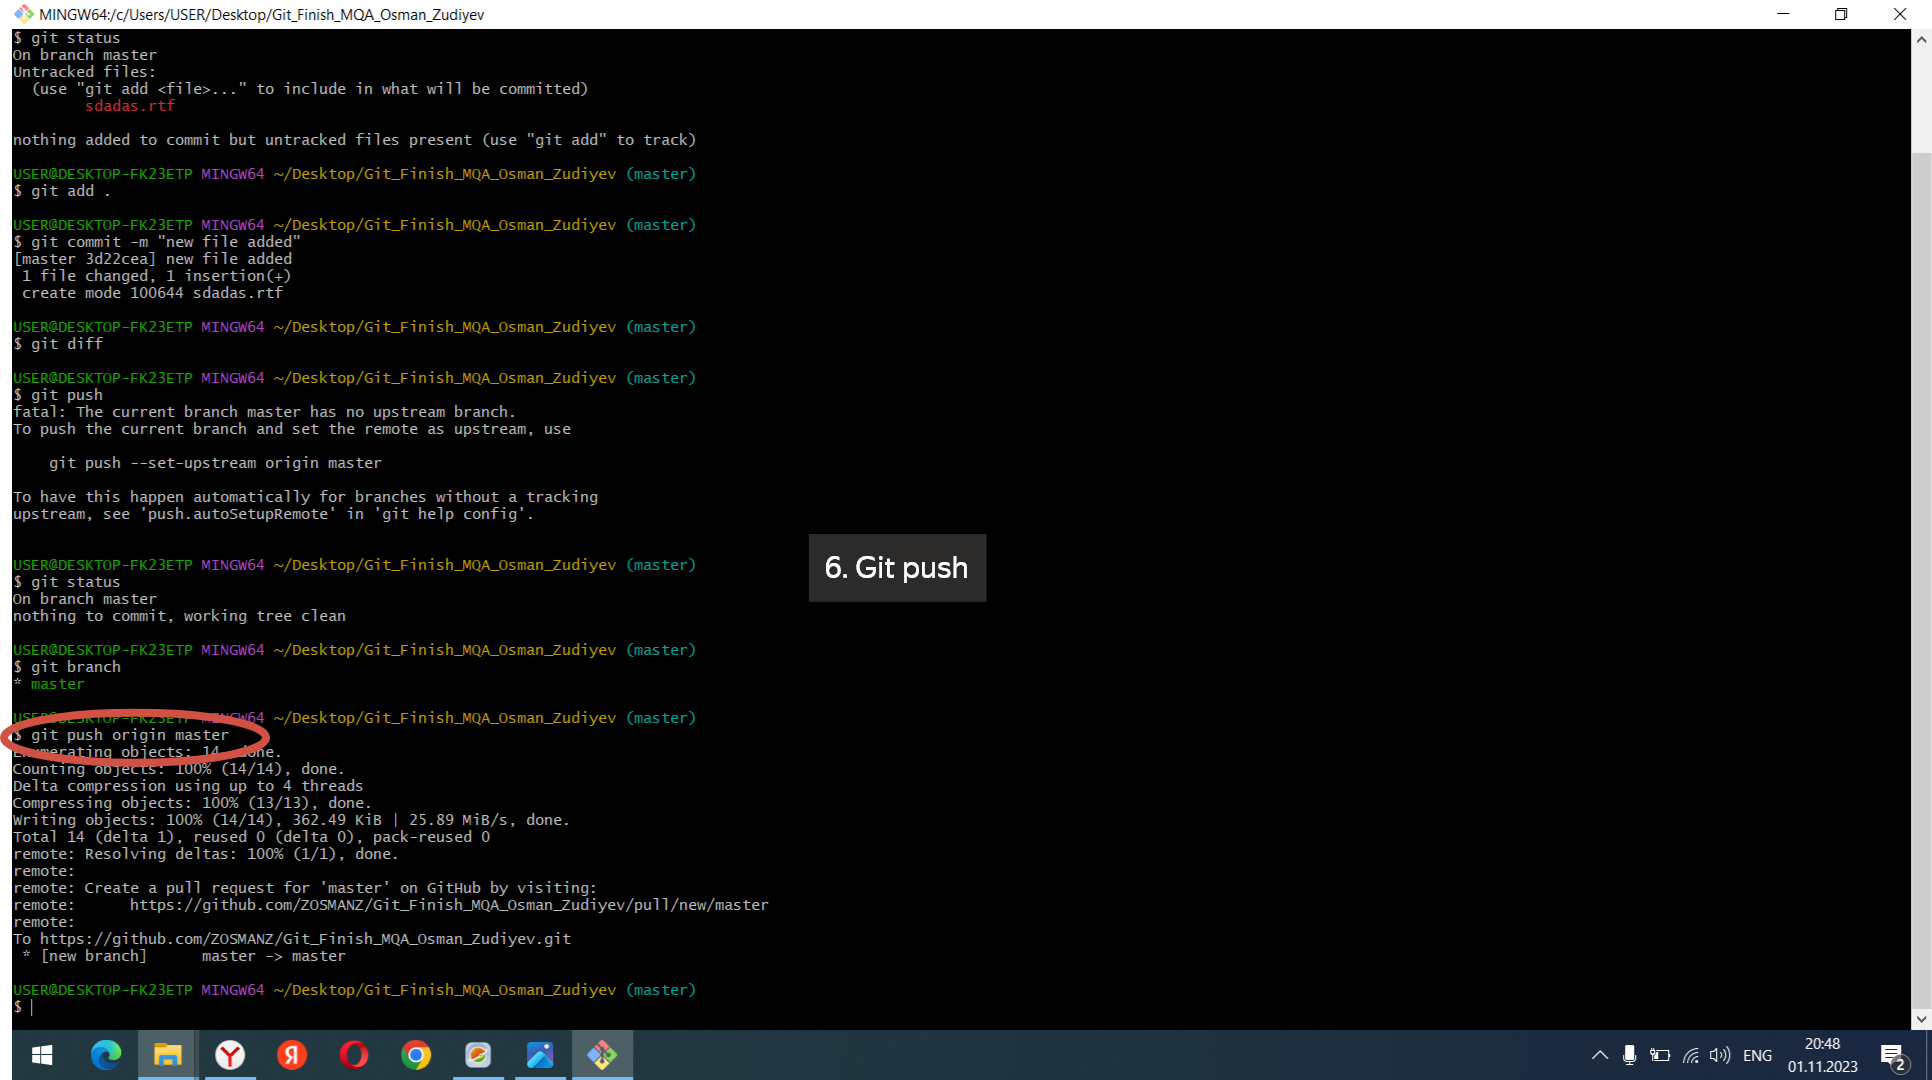 MINGW64:/c/Users/USER/Desktop/Git_Finish_MQA_Osman_Zudiyev
$ git status
On branch master
Untracked files:
  (use "git add <file>..." to include in what will be committed)
        sdadas.rtf

nothing added to commit but untracked files present (use "git add" to track)

USER@DESKTOP-FK23ETP MINGW64 ~/Desktop/Git_Finish_MQA_Osman_Zudiyev (master)
$ git add .

USER@DESKTOP-FK23ETP MINGW64 ~/Desktop/Git_Finish_MQA_Osman_Zudiyev (master)
$ git commit -m "new file added"
[master 3d22cea] new file added
 1 file changed, 1 insertion(+)
 create mode 100644 sdadas.rtf

USER@DESKTOP-FK23ETP MINGW64 ~/Desktop/Git_Finish_MQA_Osman_Zudiyev (master)
$ git diff

USER@DESKTOP-FK23ETP MINGW64 ~/Desktop/Git_Finish_MQA_Osman_Zudiyev (master)
$ git push
fatal: The current branch master has no upstream branch.
To push the current branch and set the remote as upstream, use

    git push --set-upstream origin master

To have this happen automatically for branches without a tracking
upstream, see 'push.autoSetupRemote' in 'git help config'.

6. Git push

USER@DESKTOP-FK23ETP MINGW64 ~/Desktop/Git_Finish_MQA_Osman_Zudiyev (master)
$ git status
On branch master
nothing to commit, working tree clean

USER@DESKTOP-FK23ETP MINGW64 ~/Desktop/Git_Finish_MQA_Osman_Zudiyev (master)
$ git branch
* master

USER@DESKTOP-FK23ETP MINGW64 ~/Desktop/Git_Finish_MQA_Osman_Zudiyev (master)
$ git push origin master
Enumerating objects: 14, done.
Counting objects: 100% (14/14), done.
Delta compression using up to 4 threads
Compressing objects: 100% (13/13), done.
Writing objects: 100% (14/14), 362.49 KiB | 25.89 MiB/s, done.
Total 14 (delta 1), reused 0 (delta 0), pack-reused 0
remote: Resolving deltas: 100% (1/1), done.
remote:
remote: Create a pull request for 'master' on GitHub by visiting:
remote:      https://github.com/ZOSMANZ/Git_Finish_MQA_Osman_Zudiyev/pull/new/master
remote:
To https://github.com/ZOSMANZ/Git_Finish_MQA_Osman_Zudiyev.git
 * [new branch]      master -> master

USER@DESKTOP-FK23ETP MINGW64 ~/Desktop/Git_Finish_MQA_Osman_Zudiyev (master)
$
Я
ENG
20:48
01.11.2023
2